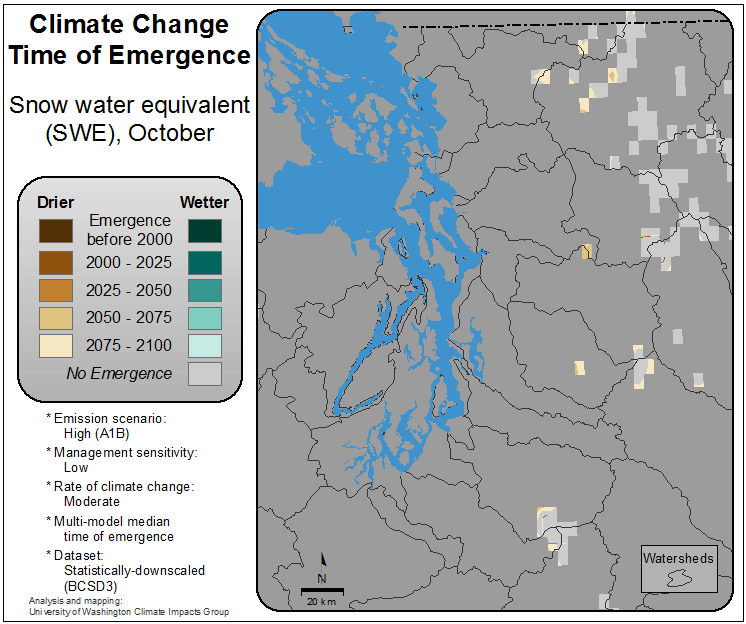 Climate Change
Time of Emergence
Snow water equivalent
(SWE), October
Drier
Wetter
Emergence
before 2000
2000 - 2025
2025 - 2050
2050 - 2075
2075 - 2100
No Emergence
* Emission scenario:
High (A1B)
* Management sensitivity:
Low
* Rate of climate change:
Moderate
* Multi-model median
time of emergence
* Dataset:
Statistically-downscaled
(BCSD3)
Analysis and mapping:
University of Washington Climate Impacts Group
N
20 km
Watersheds